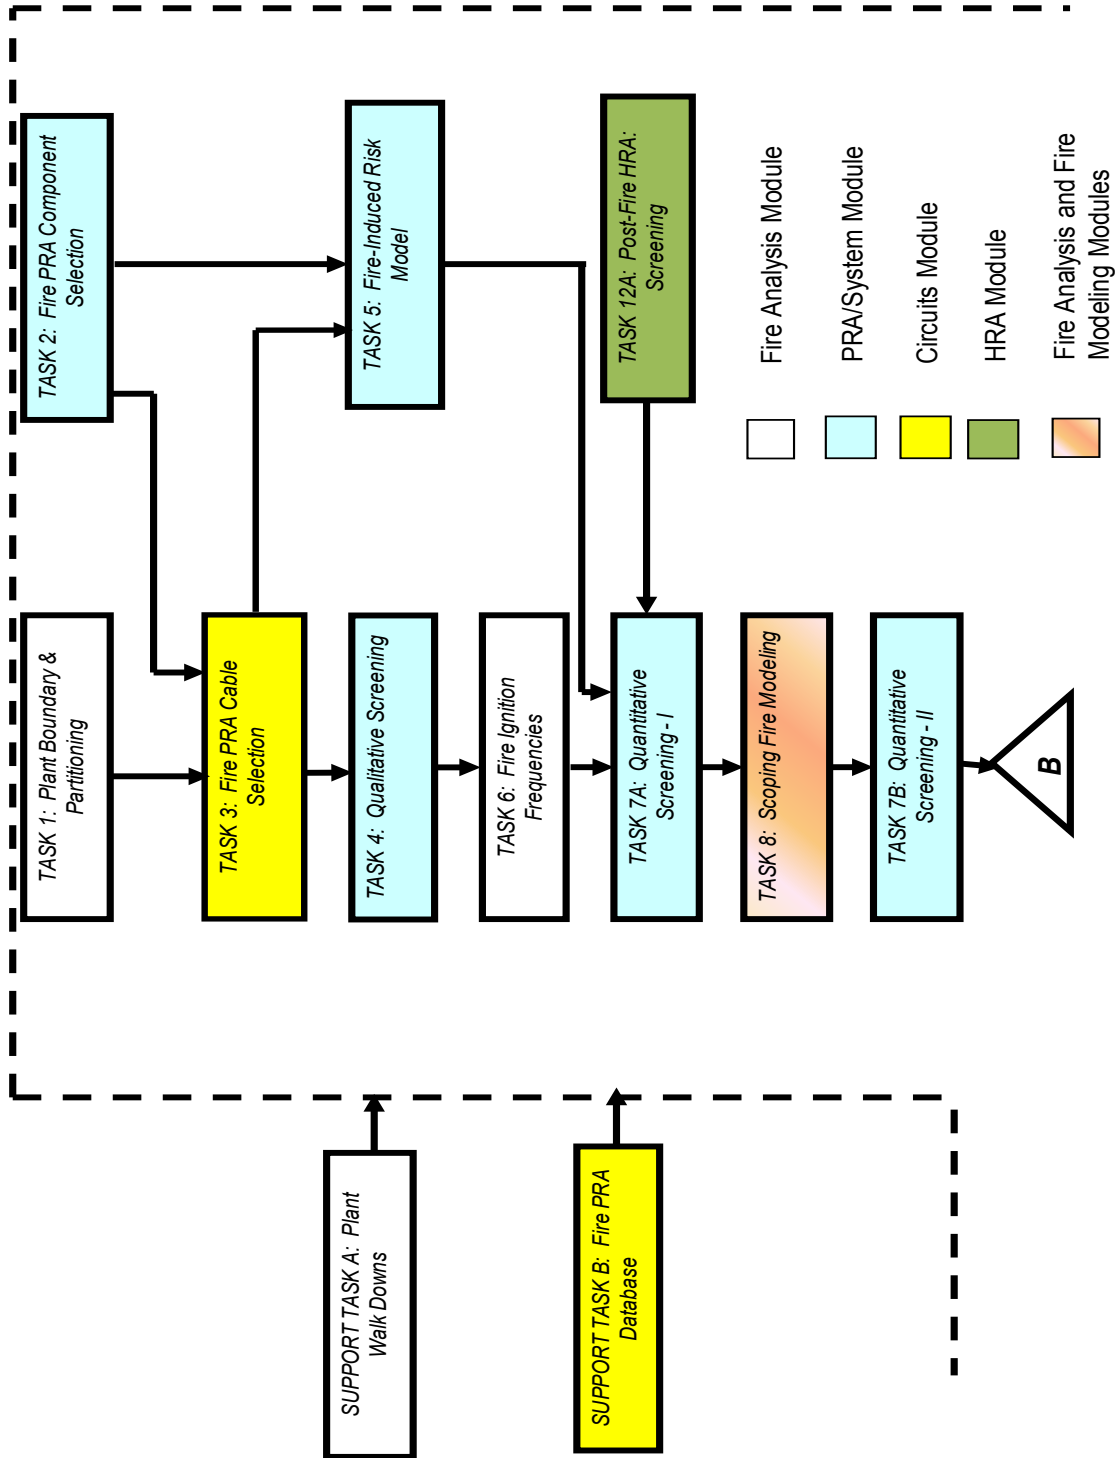 TASK 1: Plant Boundary &
Partitioning
TASK 2: Fire PRA Component
Selection
TASK 3: Fire PRA Cable
Selection
TASK 4: Qualitative Screening
TASK 5: Fire-Induced Risk
Model
SUPPORT TASK A: Plant
Walk Downs
TASK 6: Fire Ignition
Frequencies
SUPPORT TASK B: Fire PRA
Database
TASK 7A: Quantitative
Screening - I
TASK 12A: Post-Fire HRA:
Screening
TASK 8: Scoping Fire Modeling
TASK 7B: Quantitative
Screening - II
B
Fire Analysis Module
PRA/System Module
Circuits Module
HRA Module
Fire Analysis and Fire
Modeling Modules